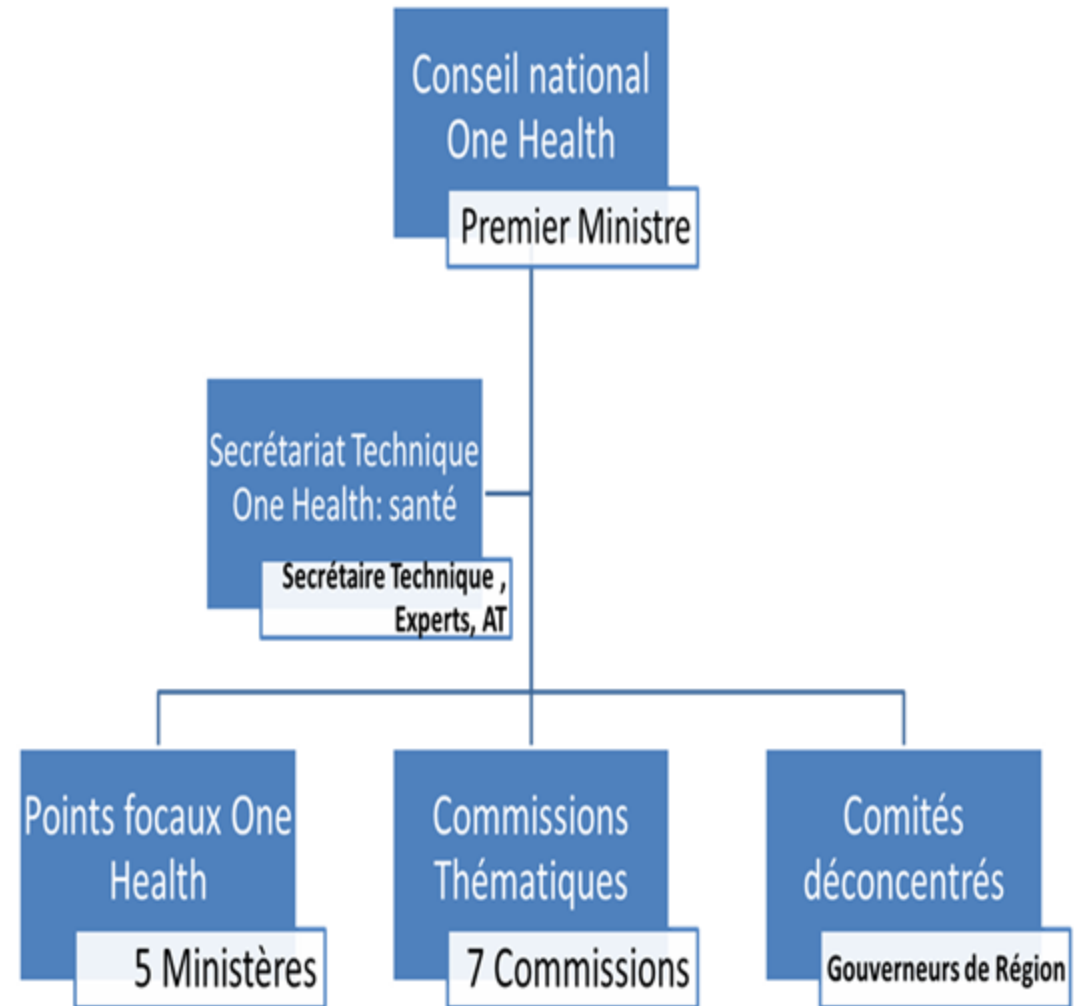 Conseil national
One Health
Premier Ministre
Secrétariat Technique
One Health: santé
Secrétaire Technique ,
Experts, AT
Points focaux One
Health
5 Ministères
Commissions
Thématiques
7 Commissions
Comités
déconcentrés
Gouverneurs de Région